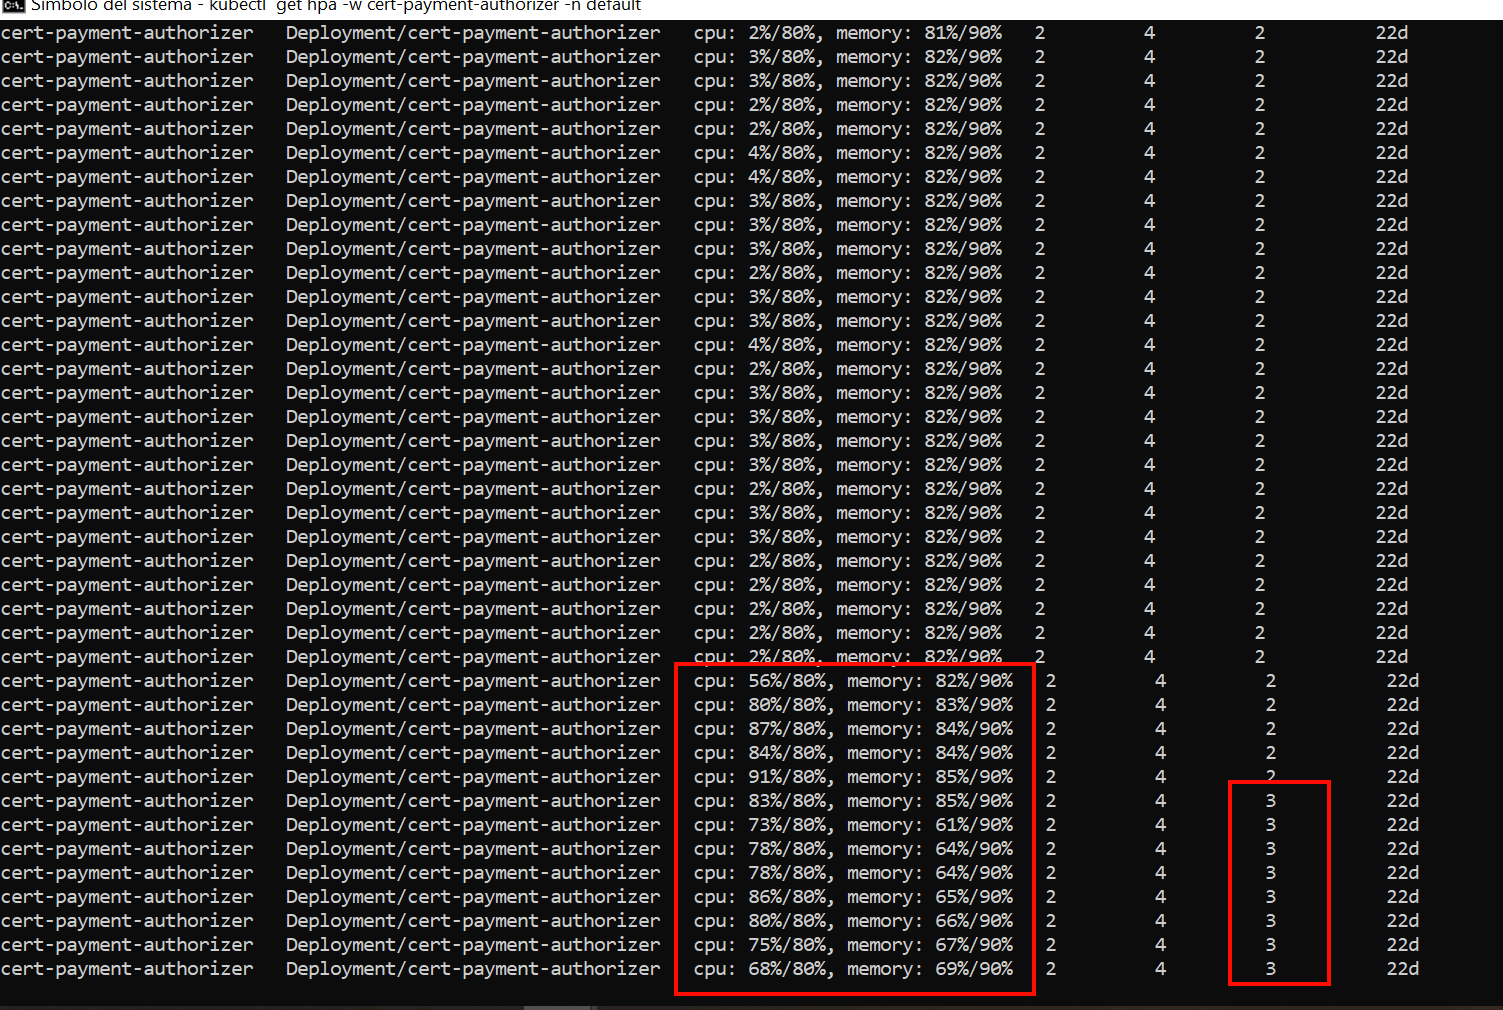 Símbolo del sistema - kubectl  get hpa -w cert-payment-authorizer -n default
cert-payment-authorizer   Deployment/cert-payment-authorizer   cpu: 2%/80%, memory: 81%/90%   2         4         2         22d
cert-payment-authorizer   Deployment/cert-payment-authorizer   cpu: 3%/80%, memory: 82%/90%   2         4         2         22d
cert-payment-authorizer   Deployment/cert-payment-authorizer   cpu: 3%/80%, memory: 82%/90%   2         4         2         22d
cert-payment-authorizer   Deployment/cert-payment-authorizer   cpu: 2%/80%, memory: 82%/90%   2         4         2         22d
cert-payment-authorizer   Deployment/cert-payment-authorizer   cpu: 2%/80%, memory: 82%/90%   2         4         2         22d
cert-payment-authorizer   Deployment/cert-payment-authorizer   cpu: 4%/80%, memory: 82%/90%   2         4         2         22d
cert-payment-authorizer   Deployment/cert-payment-authorizer   cpu: 4%/80%, memory: 82%/90%   2         4         2         22d
cert-payment-authorizer   Deployment/cert-payment-authorizer   cpu: 3%/80%, memory: 82%/90%   2         4         2         22d
cert-payment-authorizer   Deployment/cert-payment-authorizer   cpu: 3%/80%, memory: 82%/90%   2         4         2         22d
cert-payment-authorizer   Deployment/cert-payment-authorizer   cpu: 3%/80%, memory: 82%/90%   2         4         2         22d
cert-payment-authorizer   Deployment/cert-payment-authorizer   cpu: 2%/80%, memory: 82%/90%   2         4         2         22d
cert-payment-authorizer   Deployment/cert-payment-authorizer   cpu: 3%/80%, memory: 82%/90%   2         4         2         22d
cert-payment-authorizer   Deployment/cert-payment-authorizer   cpu: 3%/80%, memory: 82%/90%   2         4         2         22d
cert-payment-authorizer   Deployment/cert-payment-authorizer   cpu: 4%/80%, memory: 82%/90%   2         4         2         22d
cert-payment-authorizer   Deployment/cert-payment-authorizer   cpu: 2%/80%, memory: 82%/90%   2         4         2         22d
cert-payment-authorizer   Deployment/cert-payment-authorizer   cpu: 3%/80%, memory: 82%/90%   2         4         2         22d
cert-payment-authorizer   Deployment/cert-payment-authorizer   cpu: 3%/80%, memory: 82%/90%   2         4         2         22d
cert-payment-authorizer   Deployment/cert-payment-authorizer   cpu: 3%/80%, memory: 82%/90%   2         4         2         22d
cert-payment-authorizer   Deployment/cert-payment-authorizer   cpu: 3%/80%, memory: 82%/90%   2         4         2         22d
cert-payment-authorizer   Deployment/cert-payment-authorizer   cpu: 2%/80%, memory: 82%/90%   2         4         2         22d
cert-payment-authorizer   Deployment/cert-payment-authorizer   cpu: 3%/80%, memory: 82%/90%   2         4         2         22d
cert-payment-authorizer   Deployment/cert-payment-authorizer   cpu: 3%/80%, memory: 82%/90%   2         4         2         22d
cert-payment-authorizer   Deployment/cert-payment-authorizer   cpu: 2%/80%, memory: 82%/90%   2         4         2         22d
cert-payment-authorizer   Deployment/cert-payment-authorizer   cpu: 2%/80%, memory: 82%/90%   2         4         2         22d
cert-payment-authorizer   Deployment/cert-payment-authorizer   cpu: 2%/80%, memory: 82%/90%   2         4         2         22d
cert-payment-authorizer   Deployment/cert-payment-authorizer   cpu: 2%/80%, memory: 82%/90%   2         4         2         22d
cert-payment-authorizer   Deployment/cert-payment-authorizer   cpu: 2%/80%, memory: 82%/90%   2         4         2         22d
cert-payment-authorizer   Deployment/cert-payment-authorizer   cpu: 56%/80%, memory: 82%/90%   2         4         2         22d
cert-payment-authorizer   Deployment/cert-payment-authorizer   cpu: 80%/80%, memory: 83%/90%   2         4         2         22d
cert-payment-authorizer   Deployment/cert-payment-authorizer   cpu: 87%/80%, memory: 84%/90%   2         4         2         22d
cert-payment-authorizer   Deployment/cert-payment-authorizer   cpu: 84%/80%, memory: 84%/90%   2         4         2         22d
cert-payment-authorizer   Deployment/cert-payment-authorizer   cpu: 91%/80%, memory: 85%/90%   2         4         2         22d
cert-payment-authorizer   Deployment/cert-payment-authorizer   cpu: 83%/80%, memory: 85%/90%   2         4         3         22d
cert-payment-authorizer   Deployment/cert-payment-authorizer   cpu: 73%/80%, memory: 61%/90%   2         4         3         22d
cert-payment-authorizer   Deployment/cert-payment-authorizer   cpu: 78%/80%, memory: 64%/90%   2         4         3         22d
cert-payment-authorizer   Deployment/cert-payment-authorizer   cpu: 78%/80%, memory: 64%/90%   2         4         3         22d
cert-payment-authorizer   Deployment/cert-payment-authorizer   cpu: 86%/80%, memory: 65%/90%   2         4         3         22d
cert-payment-authorizer   Deployment/cert-payment-authorizer   cpu: 80%/80%, memory: 66%/90%   2         4         3         22d
cert-payment-authorizer   Deployment/cert-payment-authorizer   cpu: 75%/80%, memory: 67%/90%   2         4         3         22d
cert-payment-authorizer   Deployment/cert-payment-authorizer   cpu: 68%/80%, memory: 69%/90%   2         4         3         22d